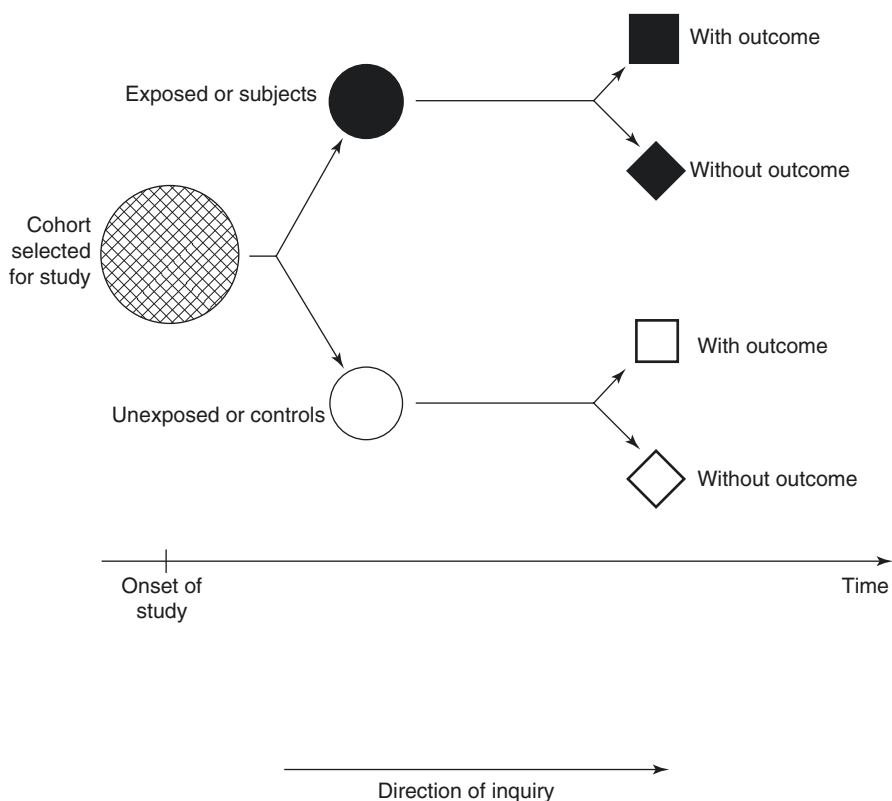 With outcome
Exposed or subjects
Without outcome
Cohort
selected
for study
With outcome
Unexposed or controls
Without outcome
Onset of
study
Time
Direction of inquiry